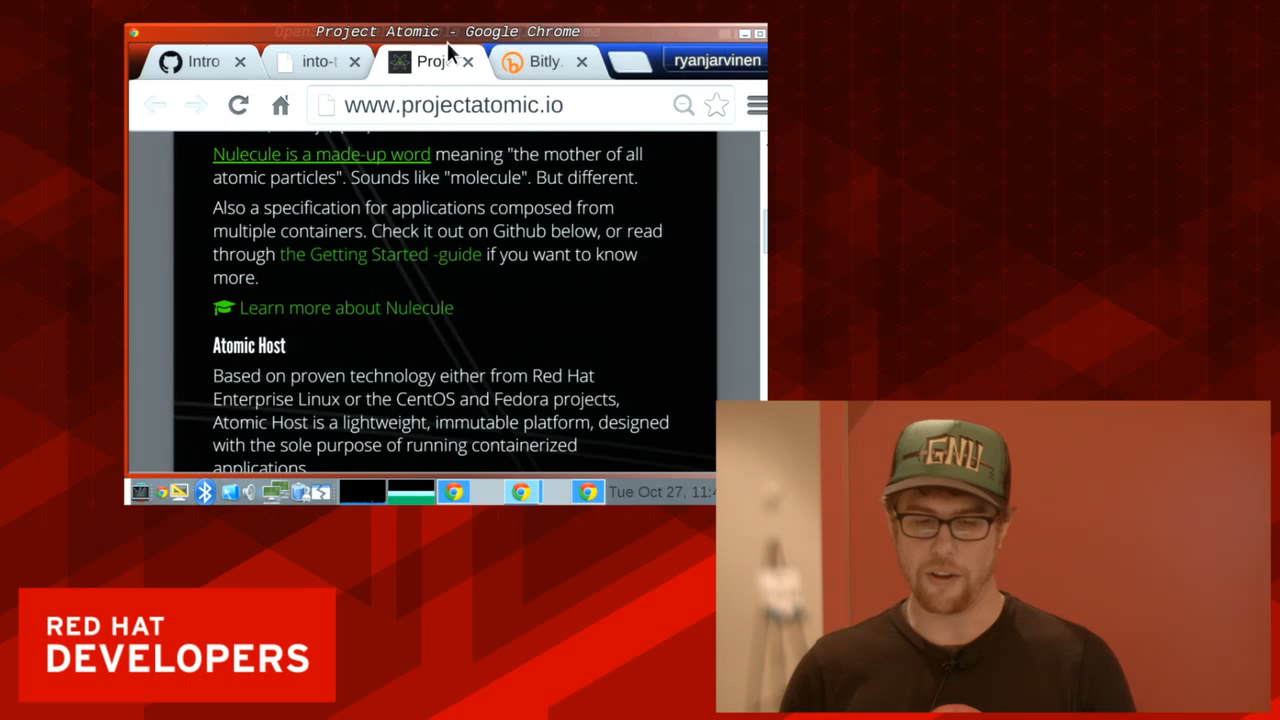 Project Atomic - Google Chrome
Intro
into-t
Proj
Bitly
ryanjarvinen
www.projectatomic.io
Nulecule is a made-up word meaning "the mother of all
atomic particles". Sounds like "molecule". But different.
Also a specification for applications composed from
multiple containers. Check it out on Github below, or read
through the Getting Started -guide if you want to know
more.
Learn more about Nulecule
Atomic Host
Based on proven technology either from Red Hat
Enterprise Linux or the CentOS and Fedora projects,
Atomic Host is a lightweight, immutable platform, designed
with the sole purpose of running containerized
applications
Tue Oct 27, 11:4
GNU
RED HAT
DEVELOPERS